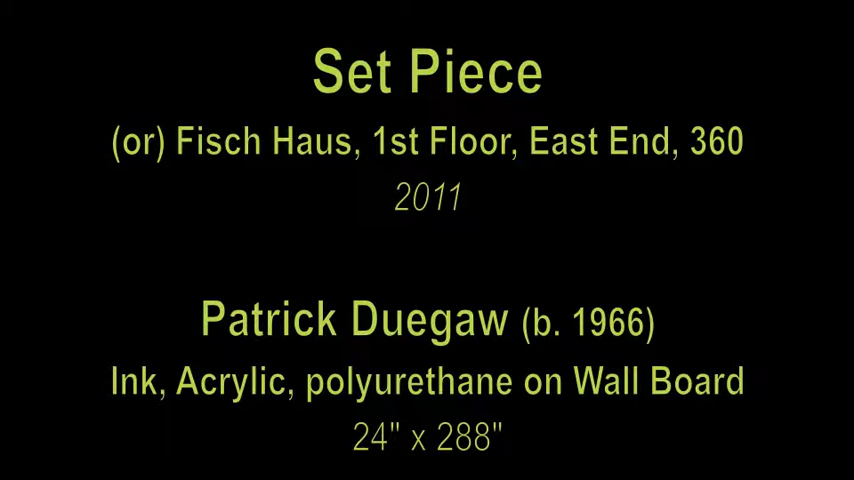 Set Piece
(or) Fisch Haus, 1st Floor, East End, 360
2011
Patrick Duegaw (b. 1966)
Ink, Acrylic, polyurethane on Wall Board
24" x 288"